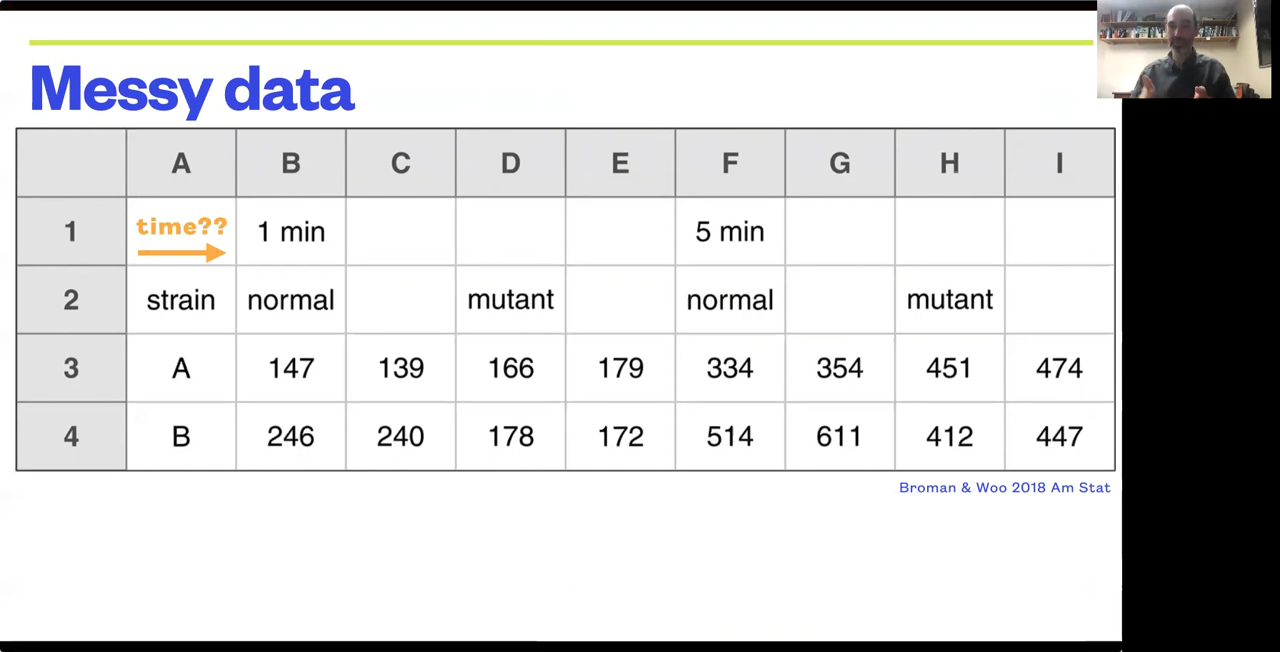 Messy data
A B C D E F G H I
1 time?? 1 min 5 min
2 strain normal mutant normal mutant
3 A 147 139 166 179 334 354 451 474
4 B 246 240 178 172 514 611 412 447
Broman & Woo 2018 Am Stat